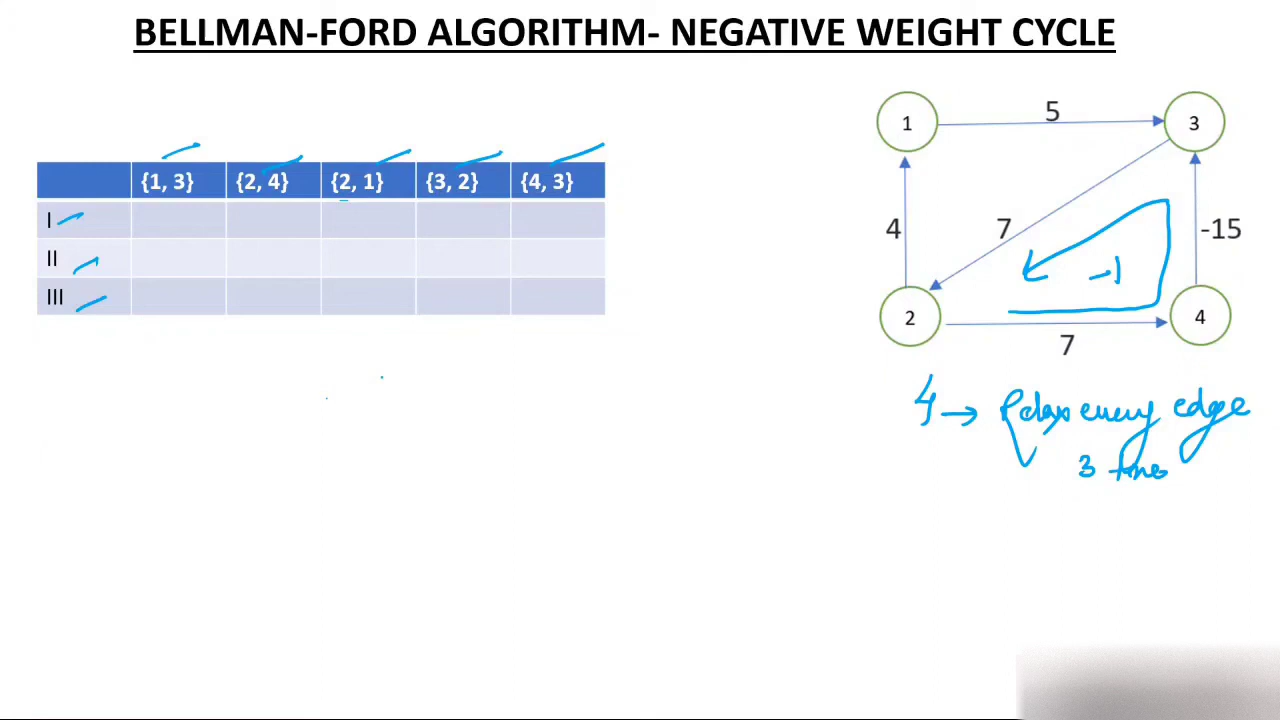 BELLMAN-FORD ALGORITHM- NEGATIVE WEIGHT CYCLE
{1, 3} {2, 4} {2, 1} {3, 2} {4, 3}
I
II
III
1 5 3
4 7 -15
-1
2 4
7
4 → Relax every edge
3 times